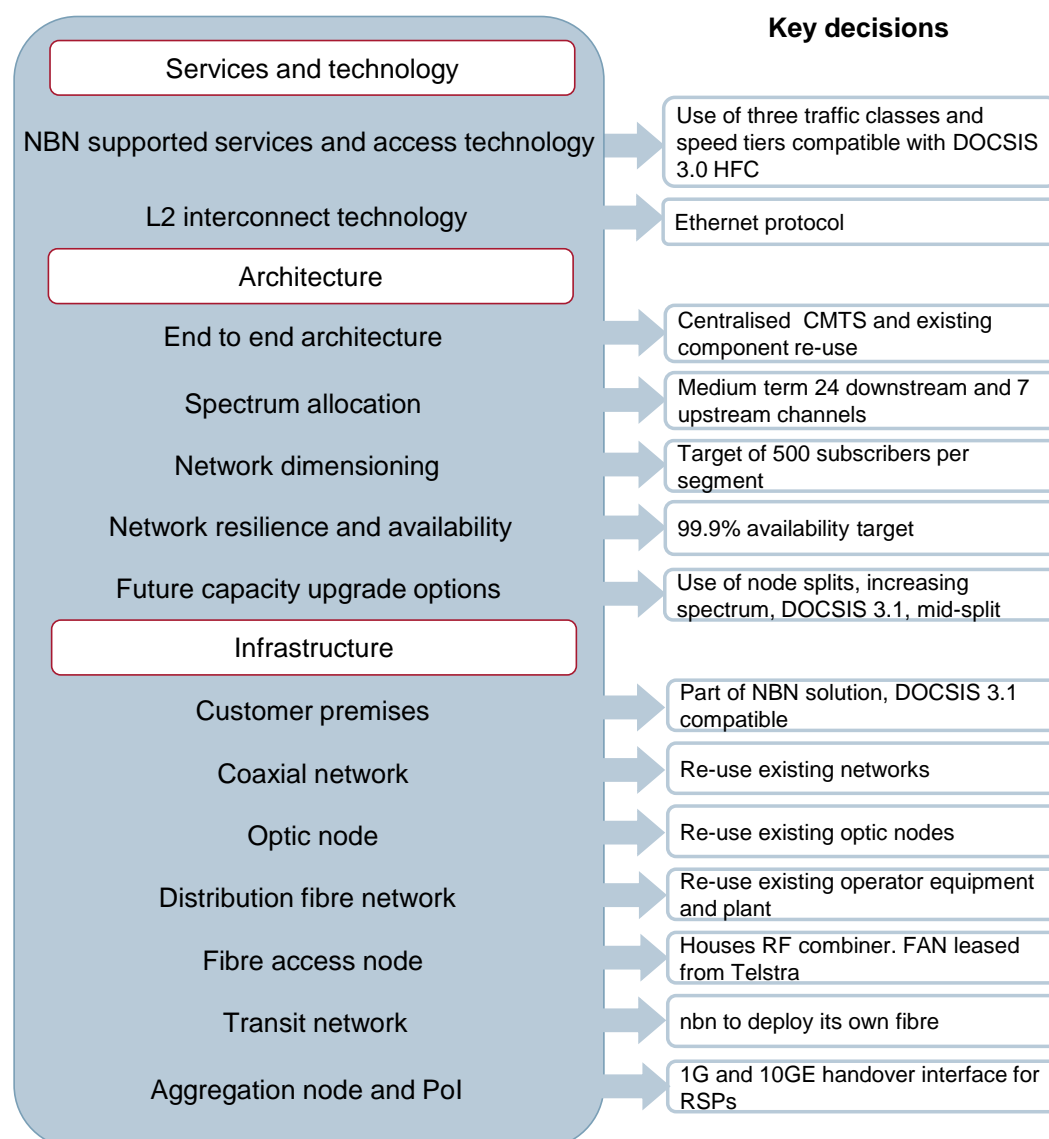 Key decisions
Services and technology
NBN supported services and access technology
Use of three traffic classes and
speed tiers compatible with DOCSIS
3.0 HFC
L2 interconnect technology
Ethernet protocol
Architecture
End to end architecture
Centralised CMTS and existing
component re-use
Spectrum allocation
Medium term 24 downstream and 7
upstream channels
Network dimensioning
Target of 500 subscribers per
segment
Network resilience and availability
99.9% availability target
Future capacity upgrade options
Use of node splits, increasing
spectrum, DOCSIS 3.1, mid-split
Infrastructure
Customer premises
Part of NBN solution, DOCSIS 3.1
compatible
Coaxial network
Re-use existing networks
Optic node
Re-use existing optic nodes
Distribution fibre network
Re-use existing operator equipment
and plant
Fibre access node
Houses RF combiner. FAN leased
from Telstra
Transit network
nbn to deploy its own fibre
Aggregation node and PoI
1G and 10GE handover interface for
RSPs